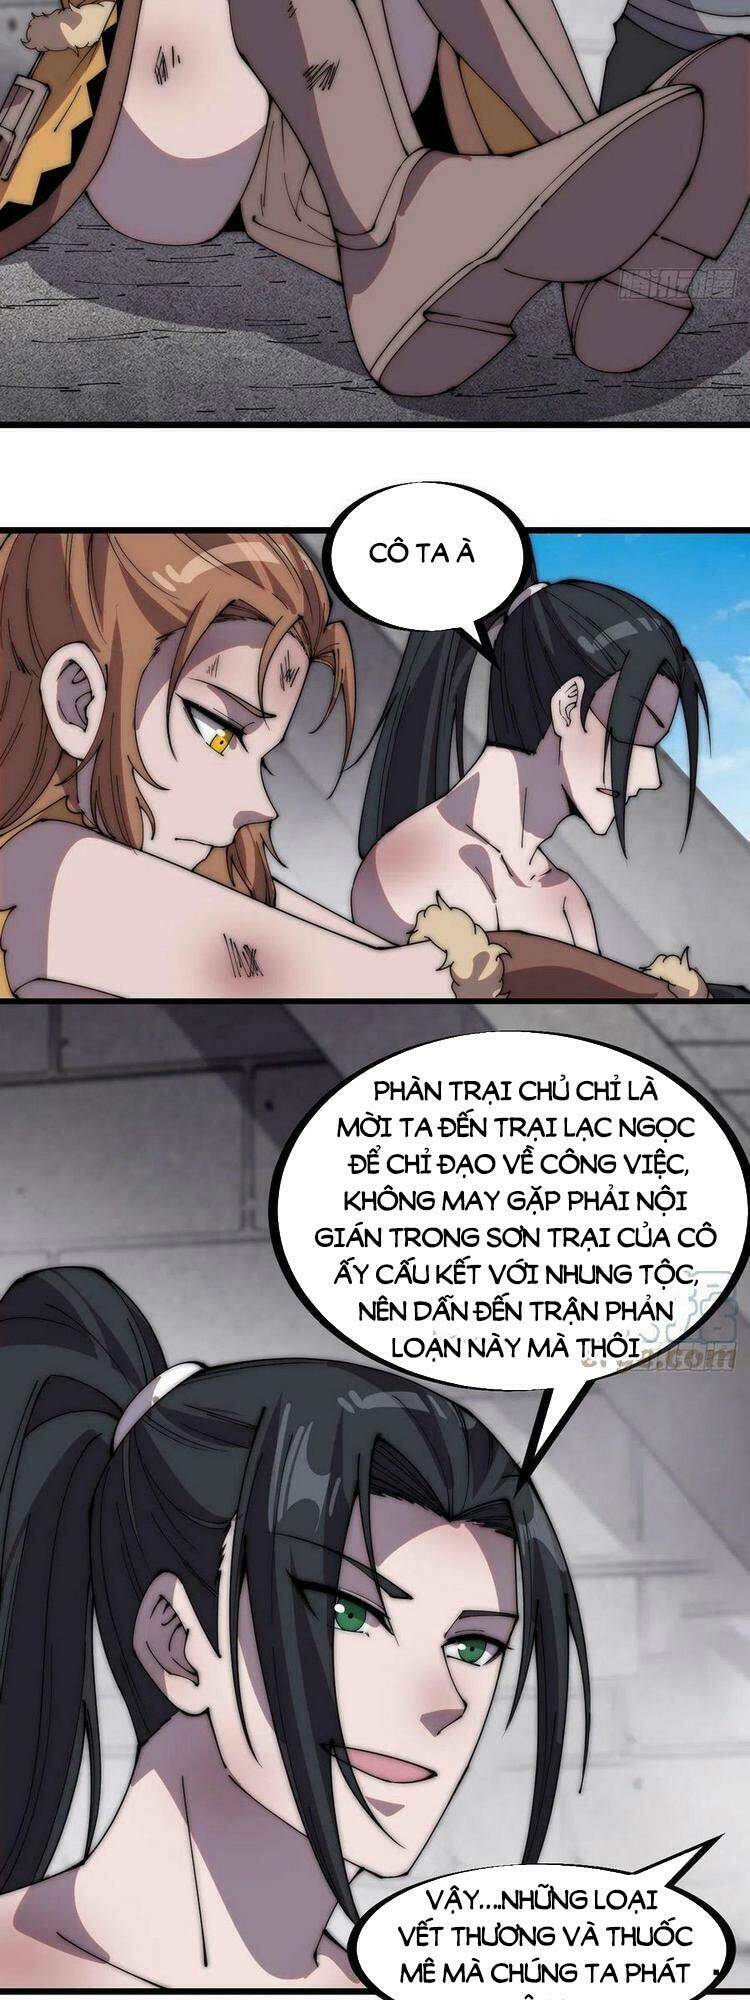 CÔ TA À
PHÀN TRẠI CHỦ CHỈ LÀ
MỜI TA ĐẾN TRẠI LẠC NGỌC
ĐỂ CHỈ ĐẠO VỀ CÔNG VIỆC,
KHÔNG MAY GẶP PHẢI NỘI
GIÁN TRONG SƠN TRẠI CỦA CÔ
ẤY CẤU KẾT VỚI NHUNG TỘC,
NÊN DẪN ĐẾN TRẬN PHẢN
LOẠN NÀY MÀ THÔI
VẬY....NHỮNG LOẠI
VẾT THƯƠNG VÀ THUỐC
MÊ MÀ CHÚNG TA PHÁT